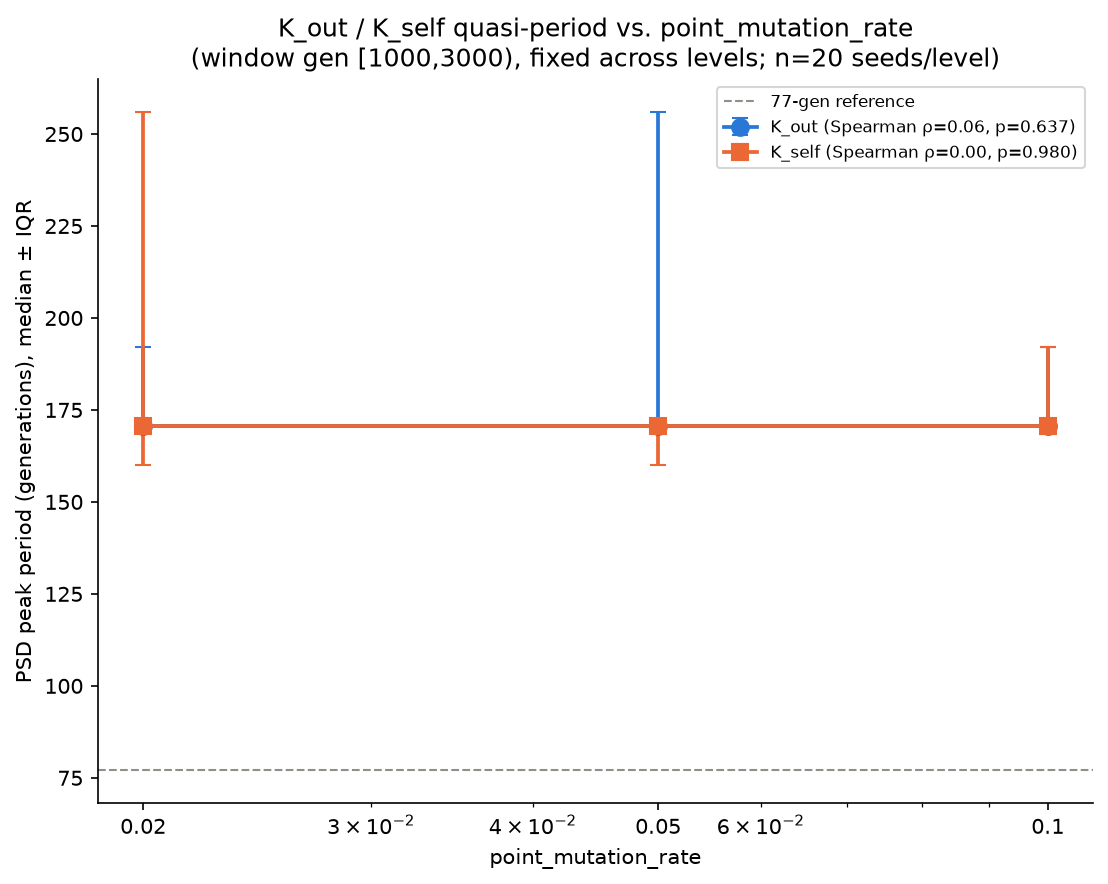 K_out / K_self quasi-period vs. point_mutation_rate
(window gen [1000,3000), fixed across levels; n=20 seeds/level)
77-gen reference
K_out (Spearman ρ=0.06, p=0.637)
K_self (Spearman ρ=0.00, p=0.980)
PSD peak period (generations), median ± IQR
250
225
200
175
150
125
100
75
0.02
3 × 10⁻²
4 × 10⁻²
0.05
6 × 10⁻²
0.1
point_mutation_rate